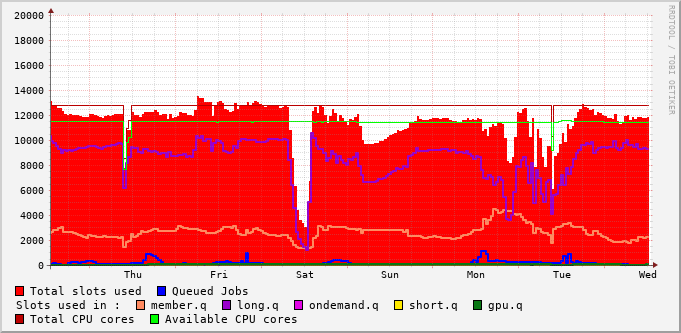 20000
18000
16000
14000
12000
10000
8000
6000
4000
2000
0
Thu Fri Sat Sun Mon Tue Wed
RRDTOOL / TOBI OETIKER
Total slots used Queued Jobs
Slots used in : member.q long.q ondemand.q short.q gpu.q
Total CPU cores Available CPU cores